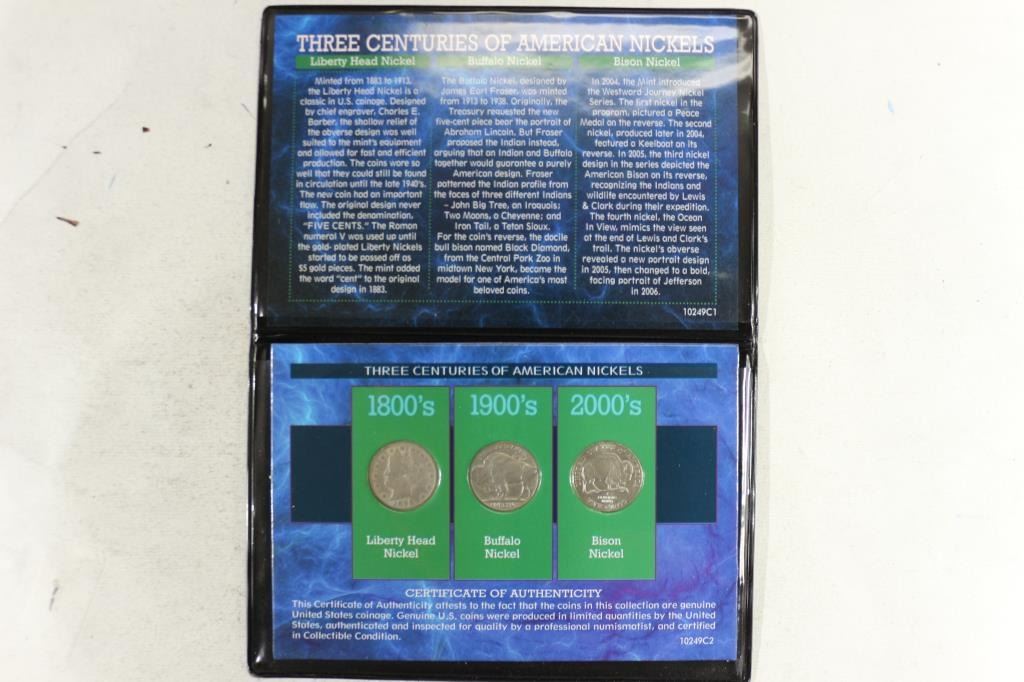 THREE CENTURIES OF AMERICAN NICKELS
Liberty Head Nickel
Minted from 1883 to 1913,
the Liberty Head Nickel is a
classic in U.S. coinage. Designed
by chief engraver, Charles E.
Barber, the shallow relief of
the obverse design was well
suited to the mint's equipment
and allowed for fast and efficient
production. The coins wore so
well that they could still be found
in circulation until the late 1940's.
The new coin had an important
flaw. The original design never
included the denomination,
"FIVE CENTS." The Roman
numeral V was used up until
the gold- plated Liberty Nickels
started to be passed off as
$5 gold pieces. The mint added
the word "cent" to the original
design in 1883.
Buffalo Nickel
The Buffalo Nickel, designed by
James Earl Fraser, was minted
from 1913 to 1938. Originally, the
Treasury requested the new
five-cent piece bear the portrait of
Abraham Lincoln. But Fraser
proposed the Indian instead,
arguing that an Indian and Buffalo
together would guarantee a purely
American design. Fraser
patterned the Indian profile from
the faces of three different Indians
– John Big Tree, an Iroquais;
Two Moons, a Cheyenne; and
Iron Tail, a Teton Sioux.
For the coin's reverse, the docile
bull bison named Black Diamond,
from the Central Park Zoo in
midtown New York, became the
model for one of America's most
beloved coins.
Bison Nickel
In 2004, the Mint introduced
the Westward Journey Nickel
Series. The first nickel in the
program, pictured a Peace
Medal on the reverse. The second
nickel, produced later in 2004,
featured a Keelboat on its
reverse. In 2005, the third nickel
design in the series depicted the
American Bison on its reverse,
recognizing the Indians and
wildlife encountered by Lewis
& Clark during their expedition.
The fourth nickel, the Ocean
In View, mimics the view seen
at the end of Lewis and Clark's
trail. The nickel's obverse
revealed a new portrait design
in 2005, then changed to a bold,
facing portrait of Jefferson
in 2006.
10249C1
THREE CENTURIES OF AMERICAN NICKELS
1800's
1900's
2000's
Liberty Head
Nickel
Buffalo
Nickel
Bison
Nickel
CERTIFICATE OF AUTHENTICITY
This Certificate of Authenticity attests to the fact that the coins in this collection are genuine
United States coinage. Genuine U.S. coins were produced in limited quantities by the United
States, authenticated and inspected for quality by a professional numismatist, and certified
in Collectible Condition.
10249C2